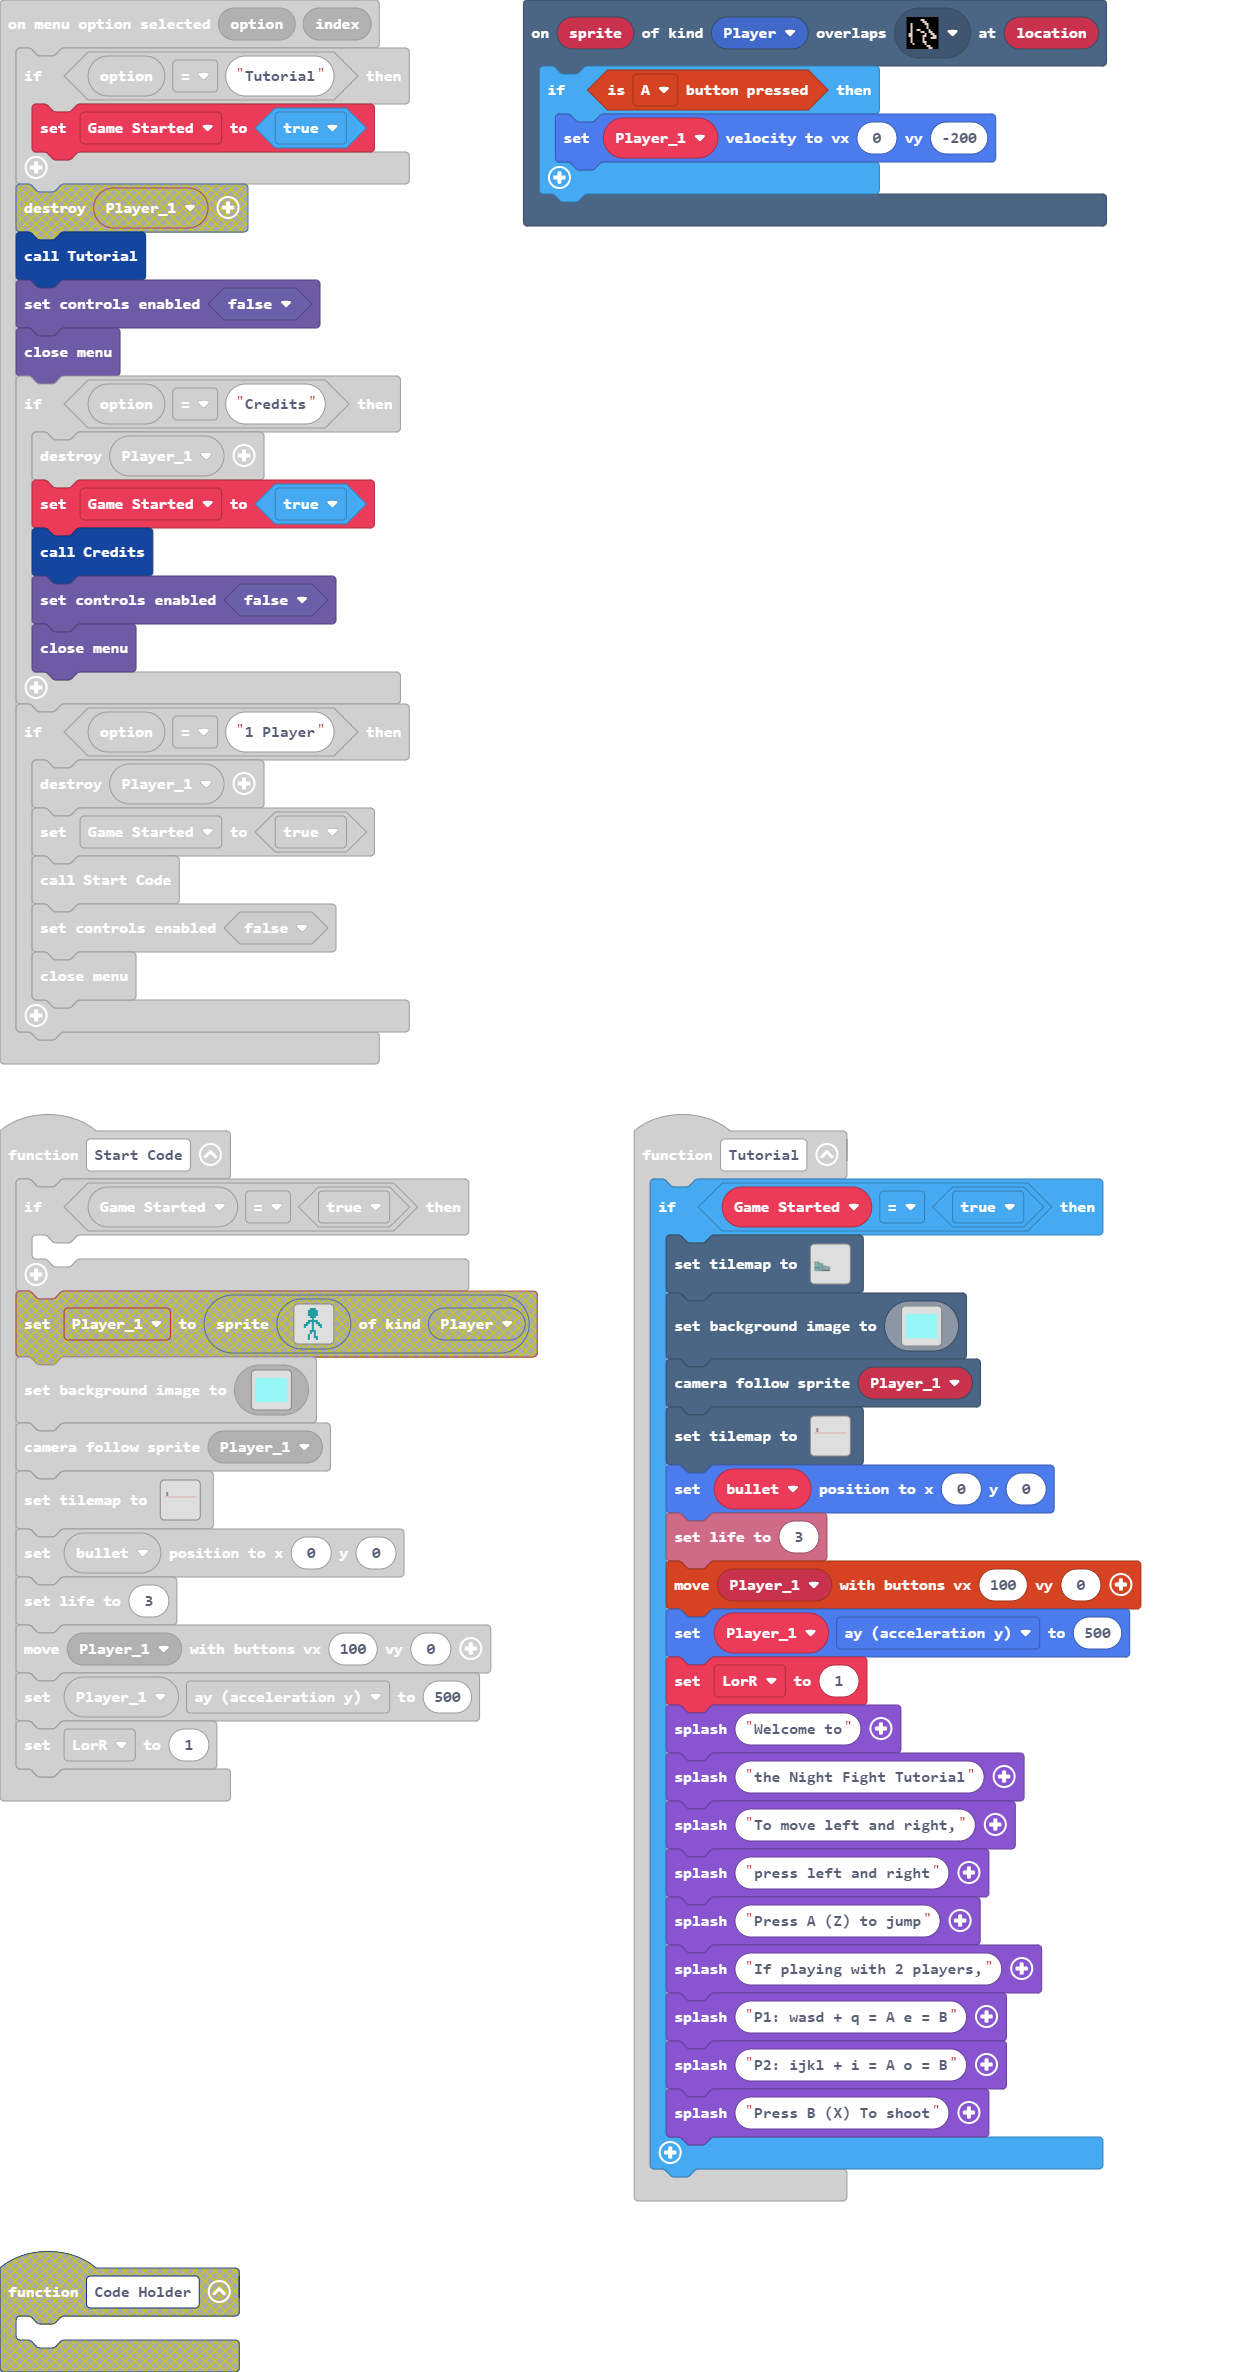 on menu option selected option index
if option = "Tutorial" then
set Game Started to true
destroy Player_1
call Tutorial
set controls enabled false
close menu
if option = "Credits" then
destroy Player_1
set Game Started to true
call Credits
set controls enabled false
close menu
if option = "1 Player" then
destroy Player_1
set Game Started to true
call Start Code
set controls enabled false
close menu
on sprite of kind Player overlaps at location
if is A button pressed then
set Player_1 velocity to vx 0 vy -200
function Start Code
if Game Started = true then
set Player_1 to sprite of kind Player
set background image to
camera follow sprite Player_1
set tilemap to
set bullet position to x 0 y 0
set life to 3
move Player_1 with buttons vx 100 vy 0
set Player_1 ay (acceleration y) to 500
set LorR to 1
function Tutorial
if Game Started = true then
set tilemap to
set background image to
camera follow sprite Player_1
set tilemap to
set bullet position to x 0 y 0
set life to 3
move Player_1 with buttons vx 100 vy 0
set Player_1 ay (acceleration y) to 500
set LorR to 1
splash "Welcome to"
splash "the Night Fight Tutorial"
splash "To move left and right,"
splash "press left and right"
splash "Press A (Z) to jump"
splash "If playing with 2 players,"
splash "P1: wasd + q = A e = B"
splash "P2: ijkl + i = A o = B"
splash "Press B (X) To shoot"
function Code Holder